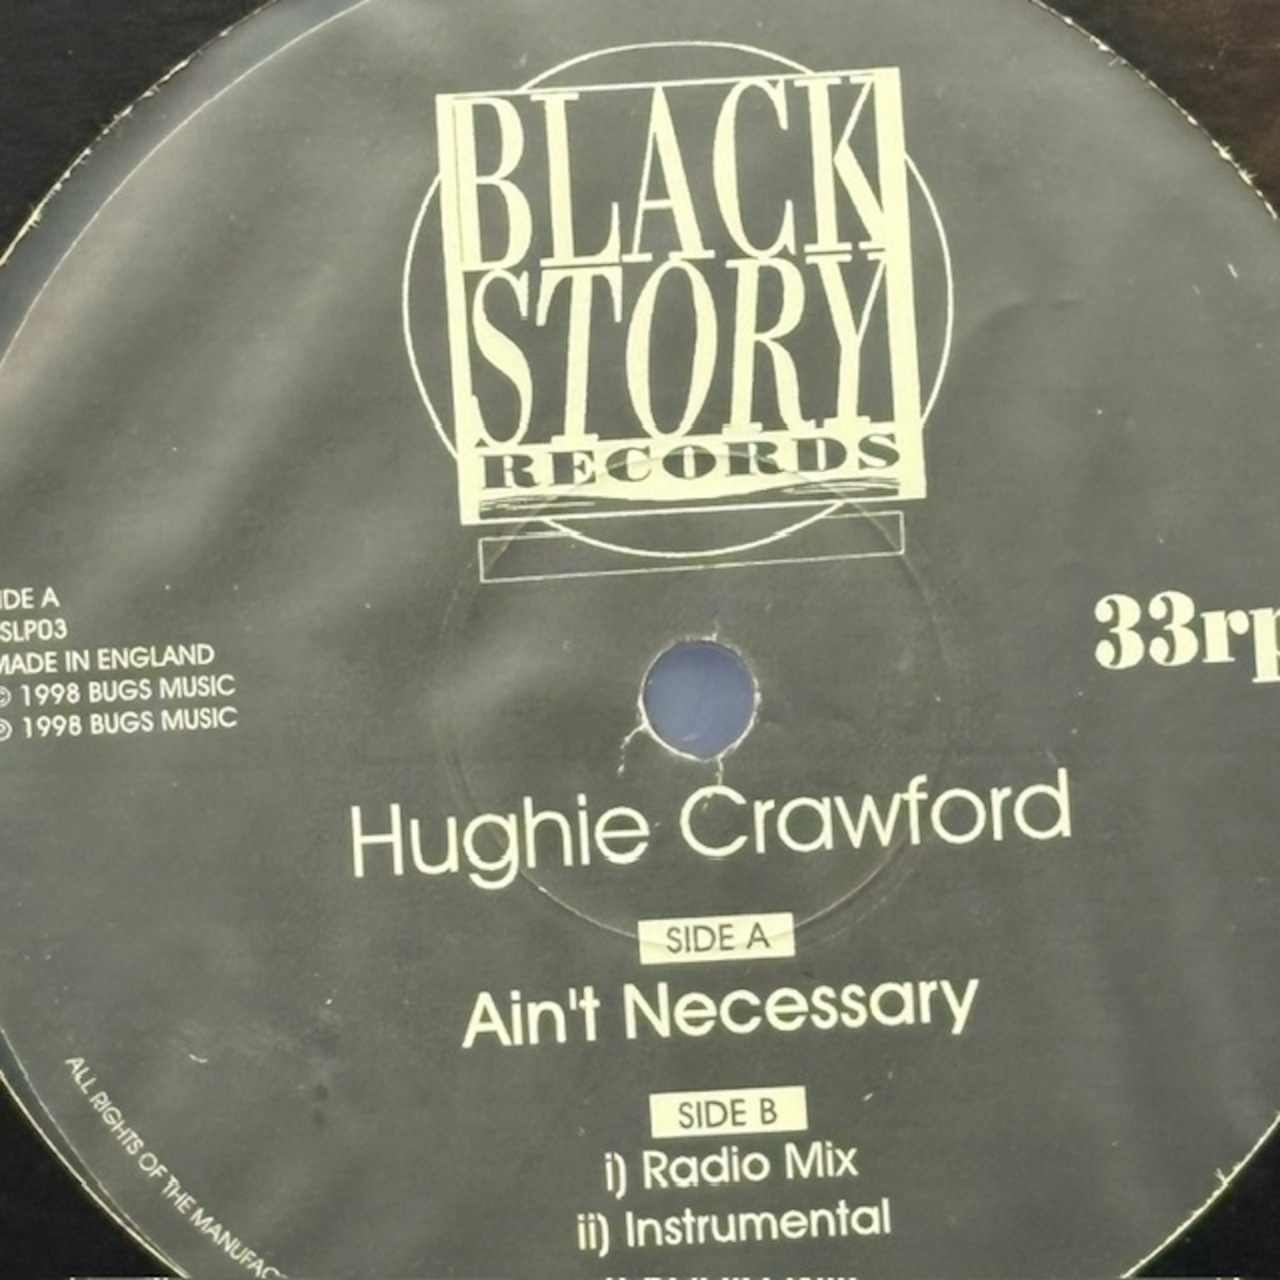 BLACK
STORY
RECORDS
IDE A
SLP03
MADE IN ENGLAND
© 1998 BUGS MUSIC
℗ 1998 BUGS MUSIC
33rp
Hughie Crawford
SIDE A
Ain't Necessary
SIDE B
i) Radio Mix
ii) Instrumental
ALL RIGHTS OF THE MANUFAC